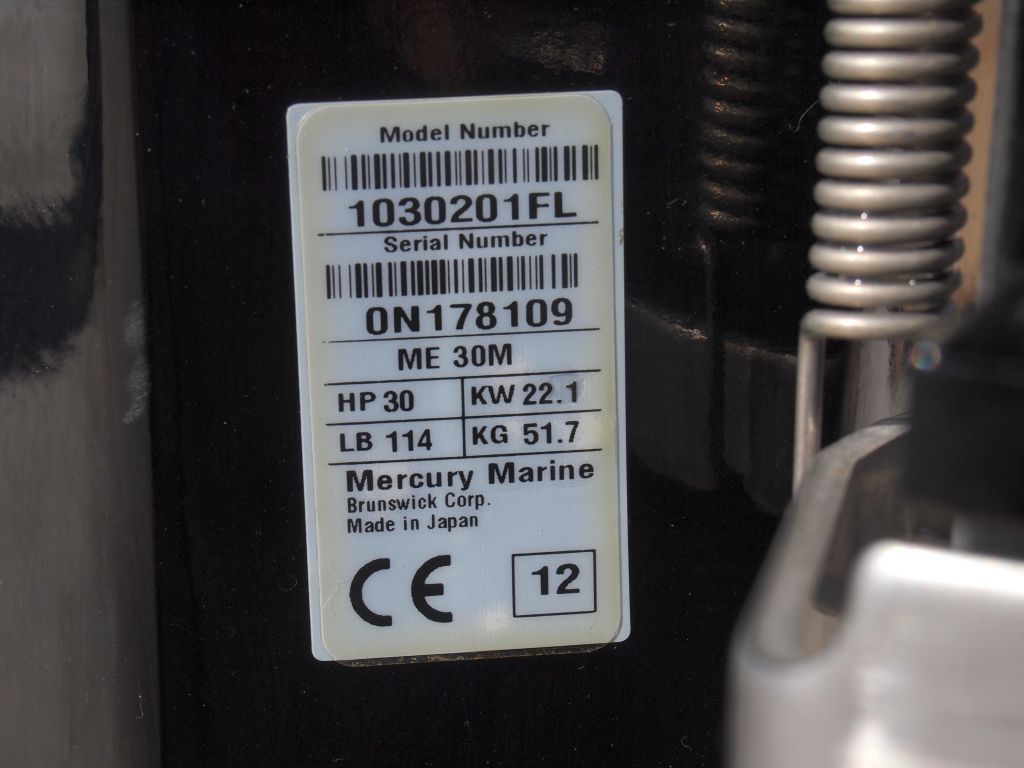 Model Number
1030201FL
Serial Number
0N178109
ME 30M
HP 30 KW 22.1
LB 114 KG 51.7
Mercury Marine
Brunswick Corp.
Made in Japan
CE 12